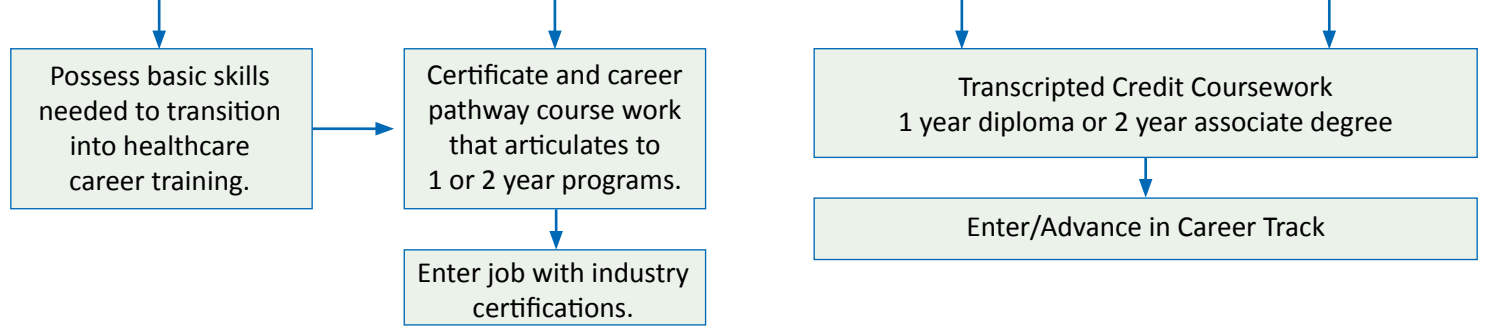 Possess basic skills
needed to transition
into healthcare
career training.
Certificate and career
pathway course work
that articulates to
1 or 2 year programs.
Enter job with industry
certifications.
Transcripted Credit Coursework
1 year diploma or 2 year associate degree
Enter/Advance in Career Track